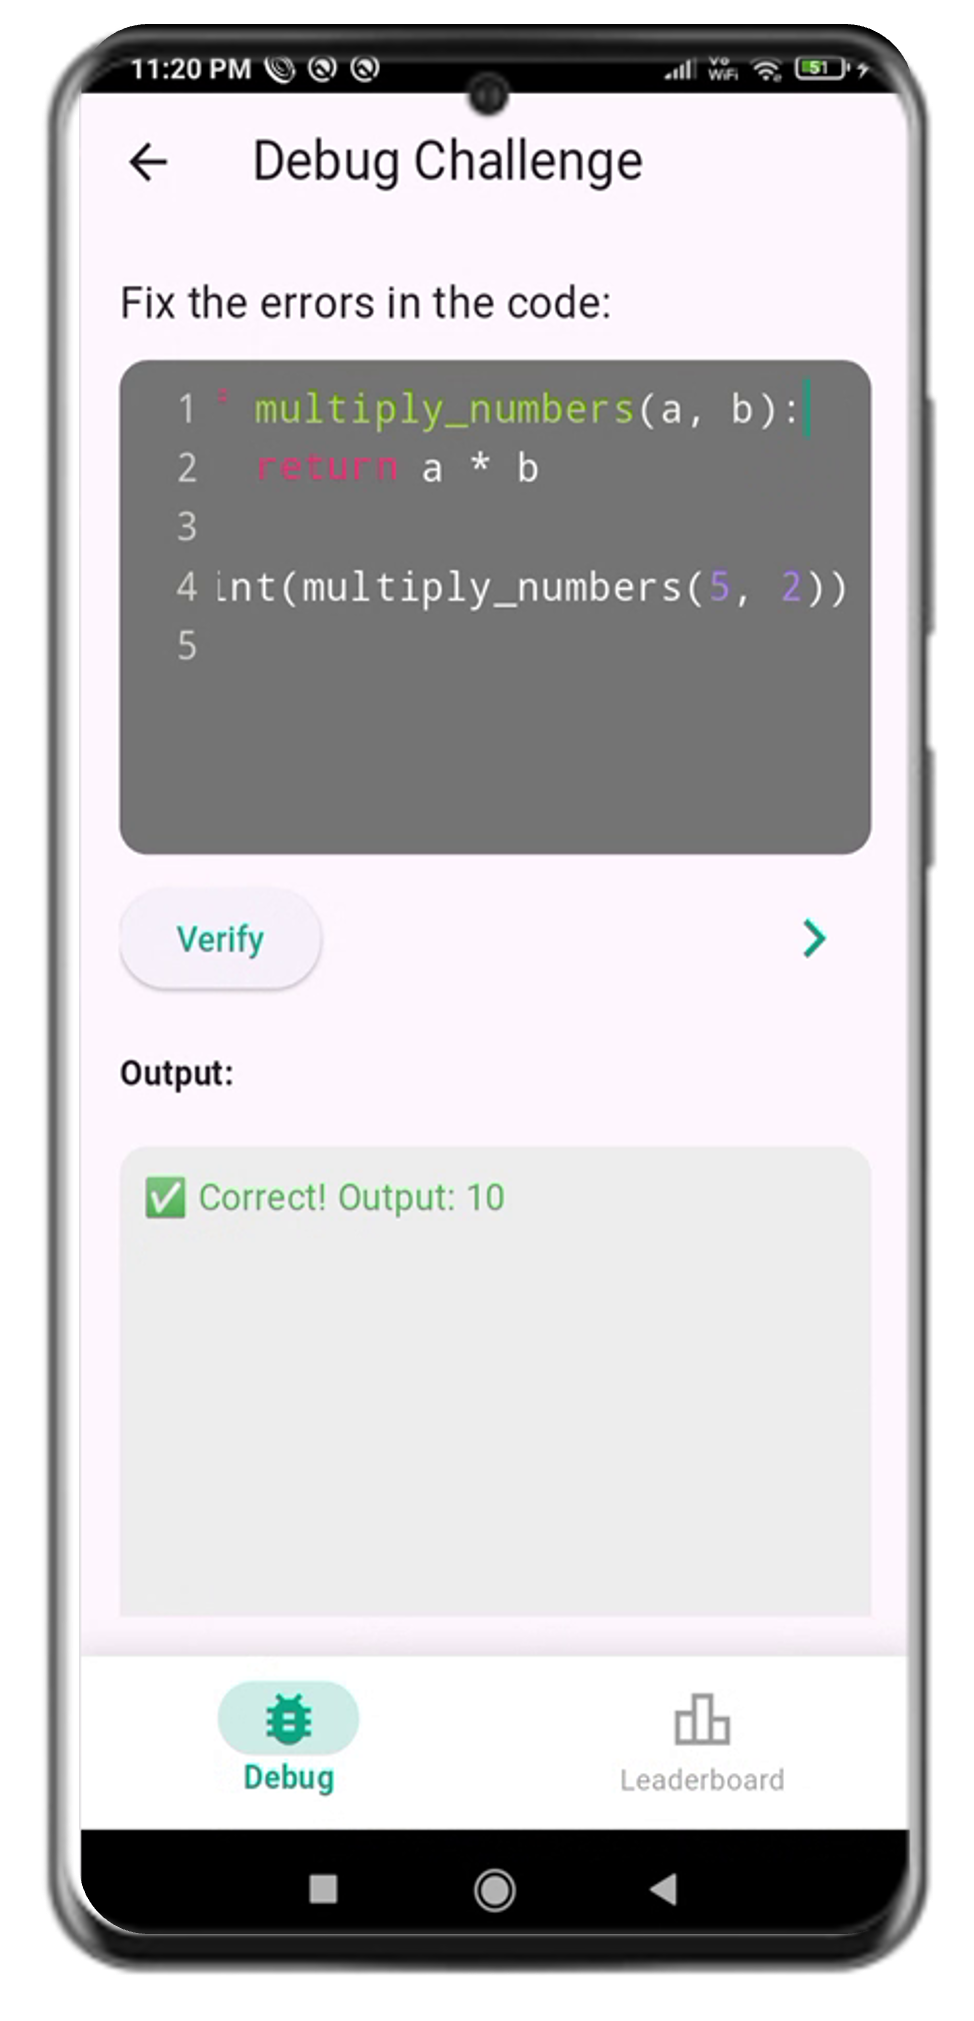 11:20 PM Vo WiFi 51
Debug Challenge
Fix the errors in the code:
1 multiply_numbers(a, b):
2 return a * b
3
4 int(multiply_numbers(5, 2))
5
Verify
Output:
✅ Correct! Output: 10
Debug
Leaderboard